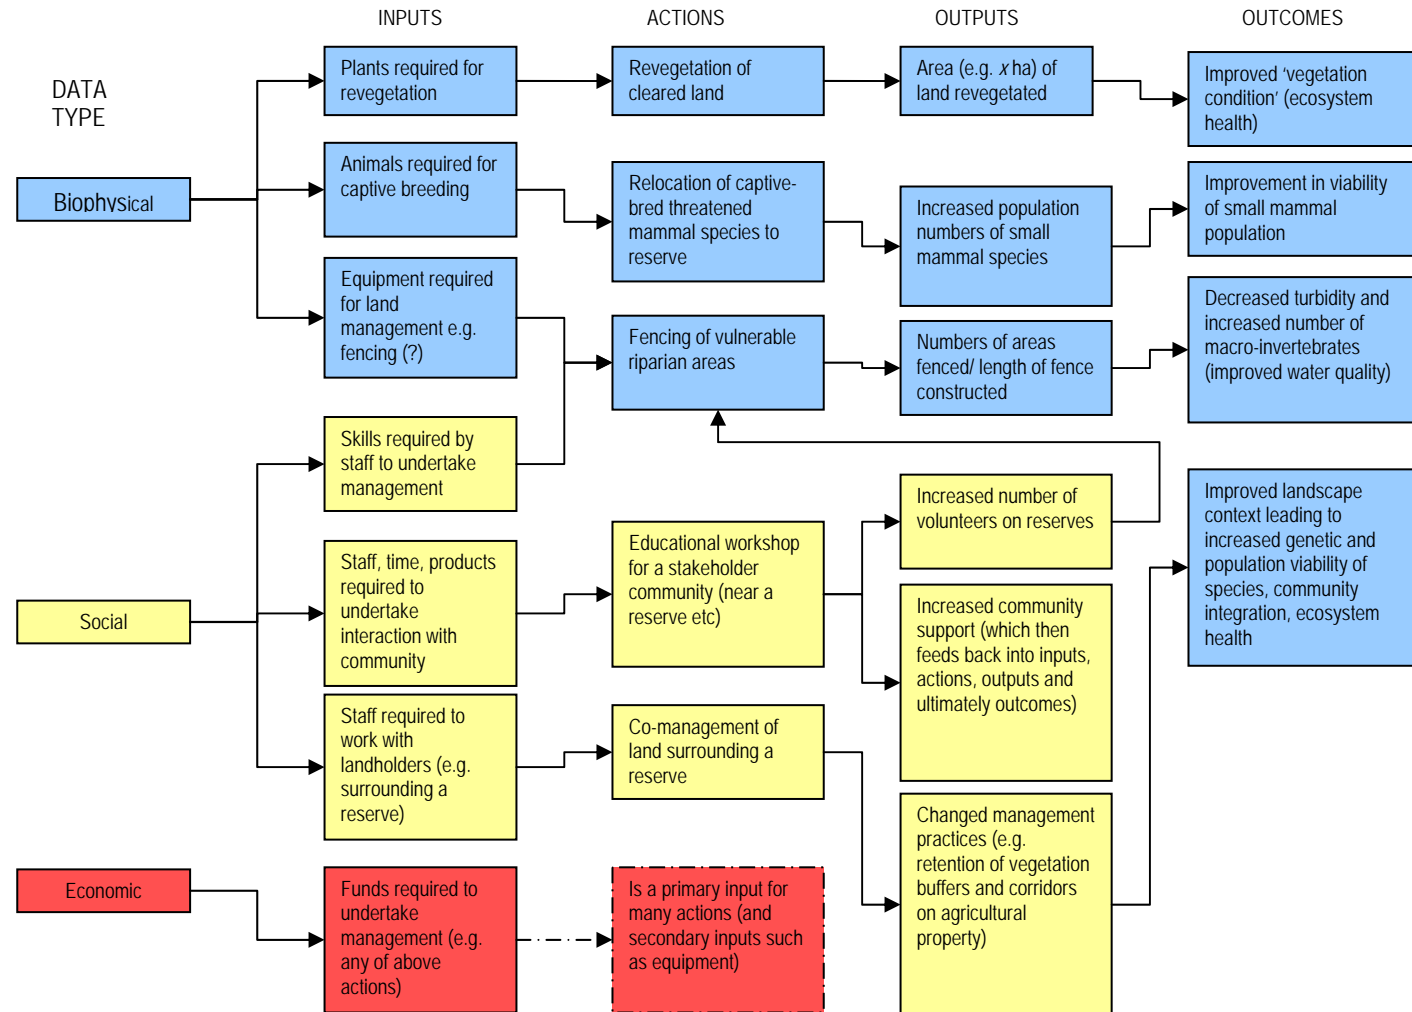 INPUTS
ACTIONS
OUTPUTS
OUTCOMES
DATA
TYPE
Plants required for
revegetation
Revegetation of
cleared land
Area (e.g. x ha) of
land revegetated
Improved ‘vegetation
condition’ (ecosystem
health)
Biophysical
Animals required for
captive breeding
Relocation of captive-
bred threatened
mammal species to
reserve
Increased population
numbers of small
mammal species
Improvement in viability
of small mammal
population
Equipment required
for land
management e.g.
fencing (?)
Fencing of vulnerable
riparian areas
Numbers of areas
fenced/ length of fence
constructed
Decreased turbidity and
increased number of
macro-invertebrates
(improved water quality)
Skills required by
staff to undertake
management
Social
Staff, time, products
required to
undertake
interaction with
community
Educational workshop
for a stakeholder
community (near a
reserve etc)
Increased number of
volunteers on reserves
Increased community
support (which then
feeds back into inputs,
actions, outputs and
ultimately outcomes)
Improved landscape
context leading to
increased genetic and
population viability of
species, community
integration, ecosystem
health
Staff required to
work with
landholders (e.g.
surrounding a
reserve)
Co-management of
land surrounding a
reserve
Changed management
practices (e.g.
retention of vegetation
buffers and corridors
on agricultural
property)
Economic
Funds required to
undertake
management (e.g.
any of above
actions)
Is a primary input for
many actions (and
secondary inputs such
as equipment)